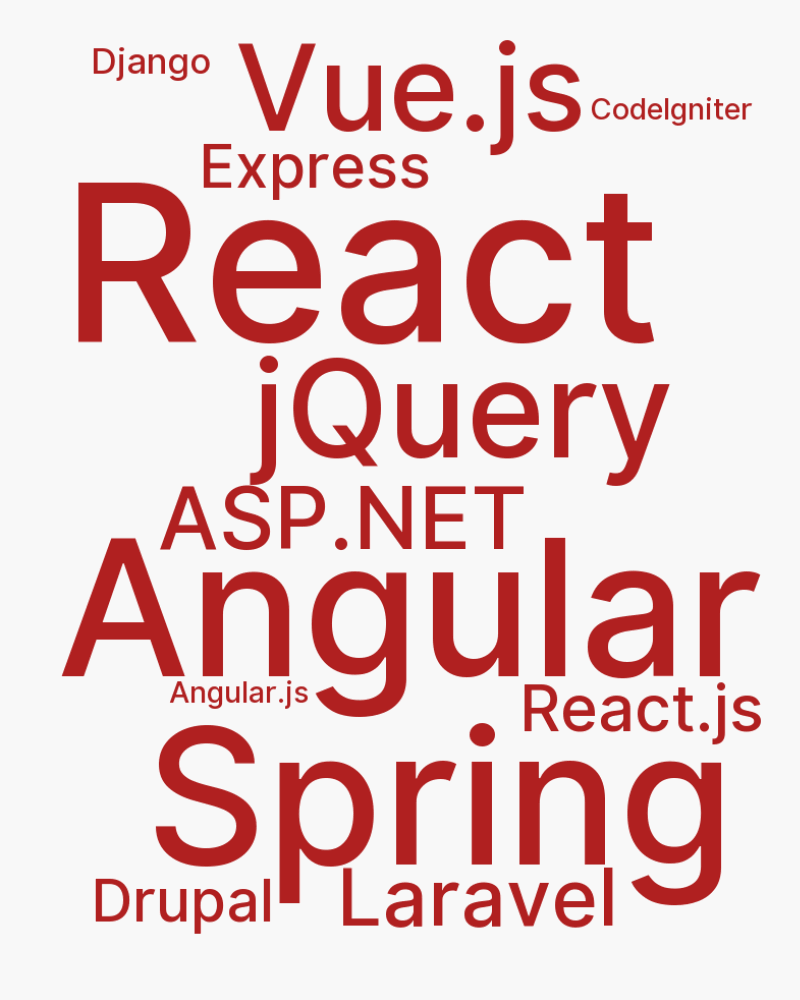 Django
Vue.js
CodeIgniter
Express
React
jQuery
ASP.NET
Angular
Angular.js
React.js
Spring
Drupal
Laravel